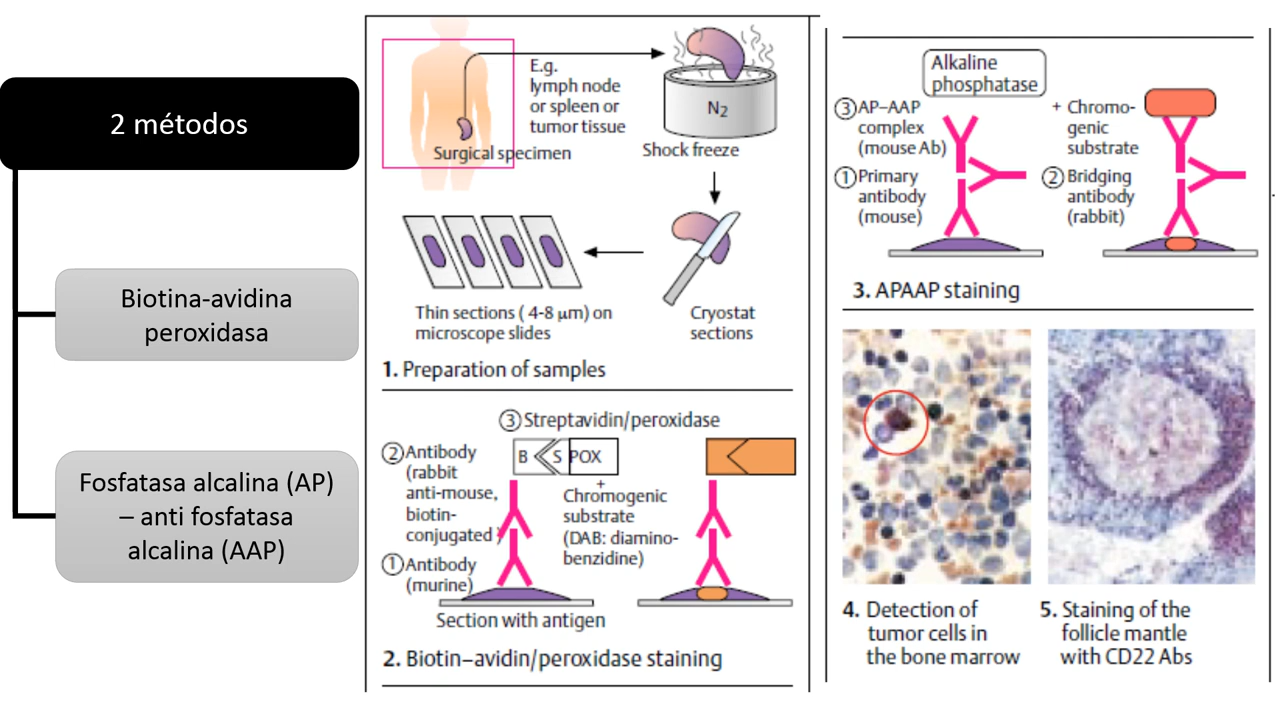 2 métodos
Biotina-avidina
peroxidasa
Fosfatasa alcalina (AP)
– anti fosfatasa
alcalina (AAP)
E.g.
lymph node
or spleen or
tumor tissue
Surgical specimen
N2
Shock freeze
Thin sections ( 4-8 µm) on
microscope slides
Cryostat
sections
1. Preparation of samples
③ Streptavidin/peroxidase
② Antibody
(rabbit
anti-mouse,
biotin-
conjugated )
B
S
POX
+
Chromogenic
substrate
(DAB: diamino-
benzidine)
① Antibody
(murine)
Section with antigen
2. Biotin–avidin/peroxidase staining
Alkaline
phosphatase
③ AP–AAP
complex
(mouse Ab)
+ Chromo-
genic
substrate
① Primary
antibody
(mouse)
② Bridging
antibody
(rabbit)
3. APAAP staining
4. Detection of
tumor cells in
the bone marrow
5. Staining of the
follicle mantle
with CD22 Abs